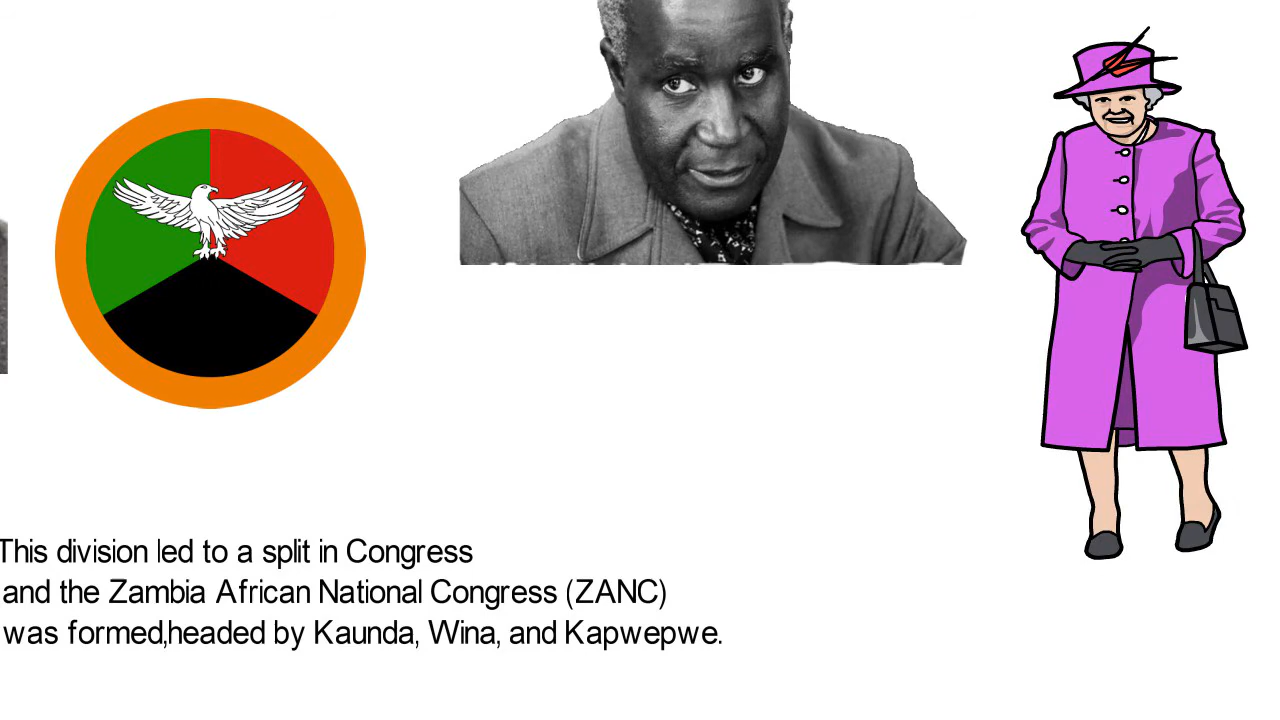 This division led to a split in Congress
and the Zambia African National Congress (ZANC)
was formed,headed by Kaunda, Wina, and Kapwepwe.